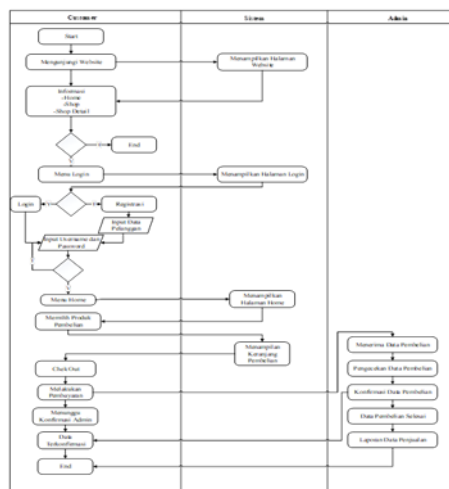 Customer
Sistem
Admin
Start
Mengunjungi Website
Menampilkan Halaman
Website
Informasi
-Home
-Shop
-Shop Detail
End
Menu Login
Menampilkan Halaman Login
Login
Registrasi
Input Data
Pelanggan
Input Username dan
Password
Menu Home
Menampilkan
Halaman Home
Memilih Produk
Pembelian
Menampilan
Keranjang
Pembelian
Menerima Data Pembelian
Chek Out
Pengecekan Data Pembelian
Melakukan
Pembayaran
Konfirmasi Data Pembelian
Menunggu
Konfirmasi Admin
Data Pembelian Selesai
Data
Terkonfirmasi
Laporan Data Penjualan
End